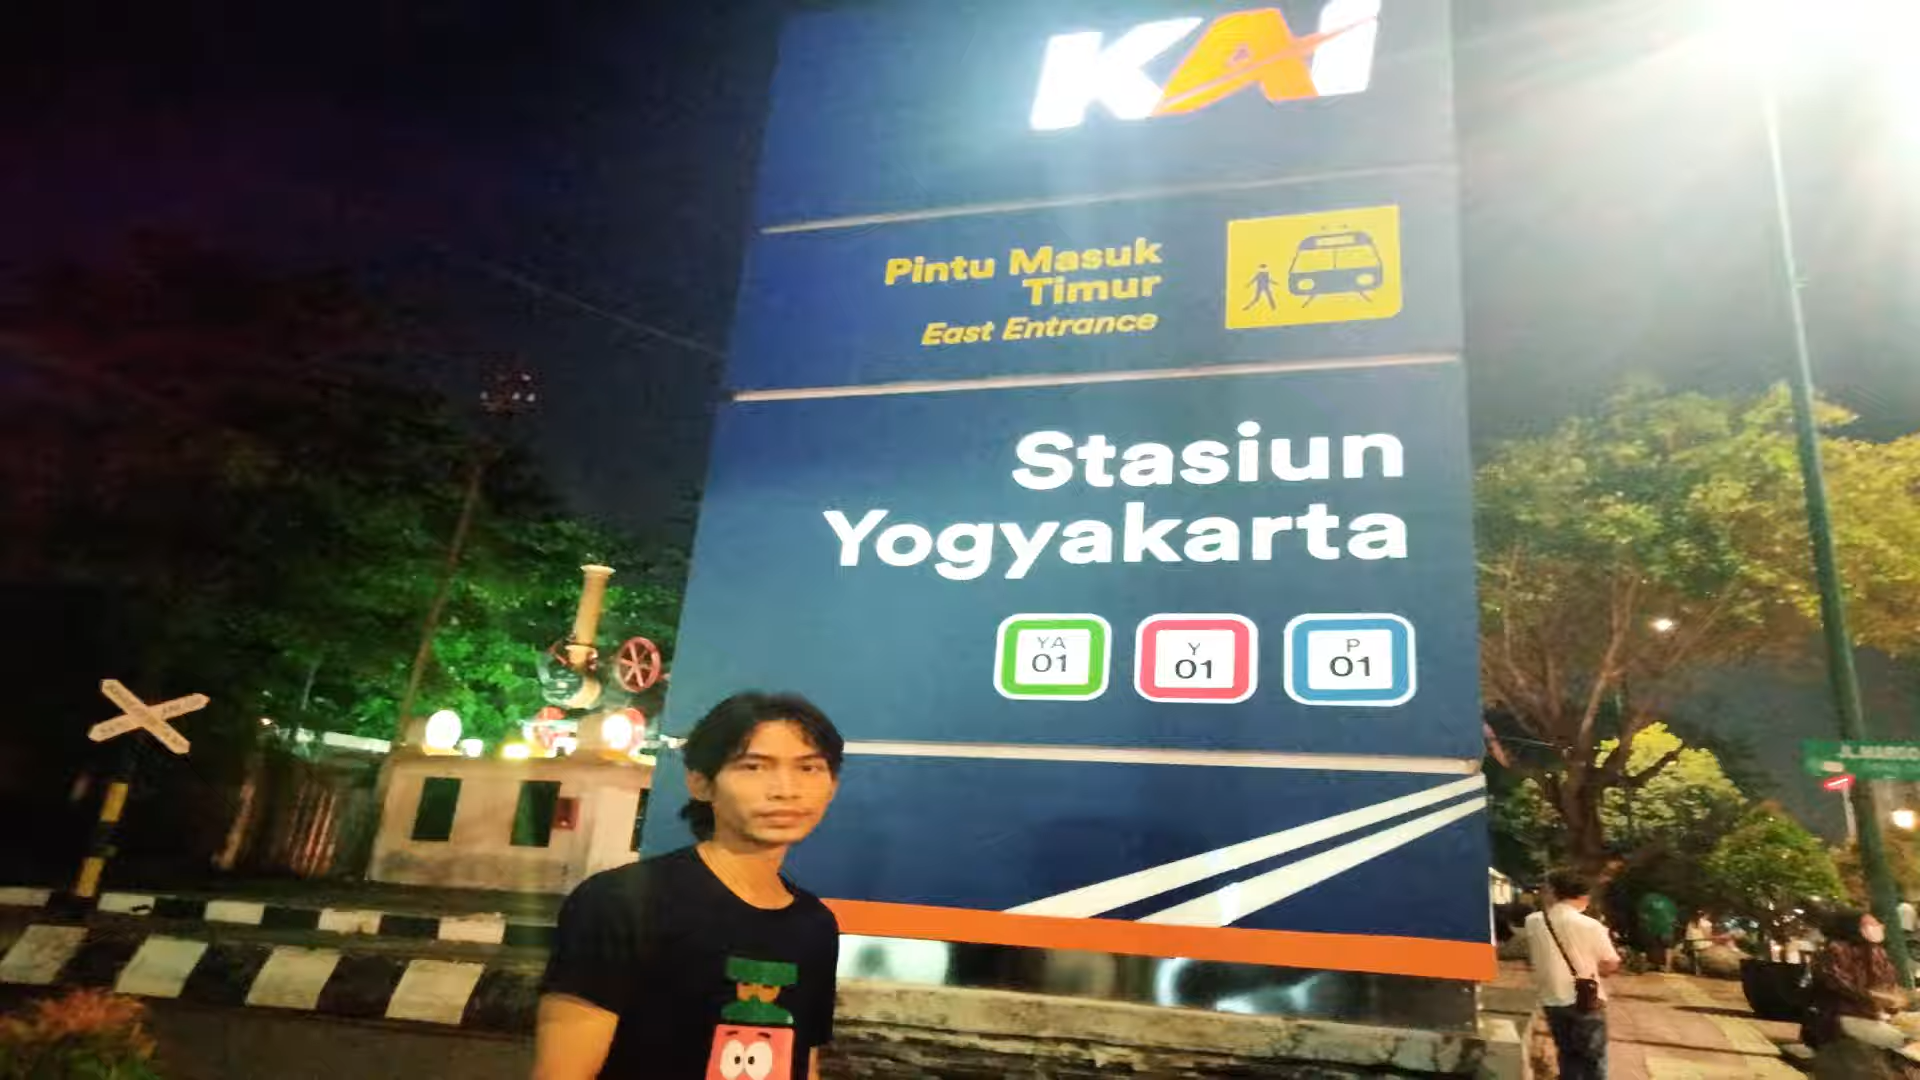 KAI
Pintu Masuk
Timur
East Entrance
Stasiun
Yogyakarta
YA
01
Y
01
P
01